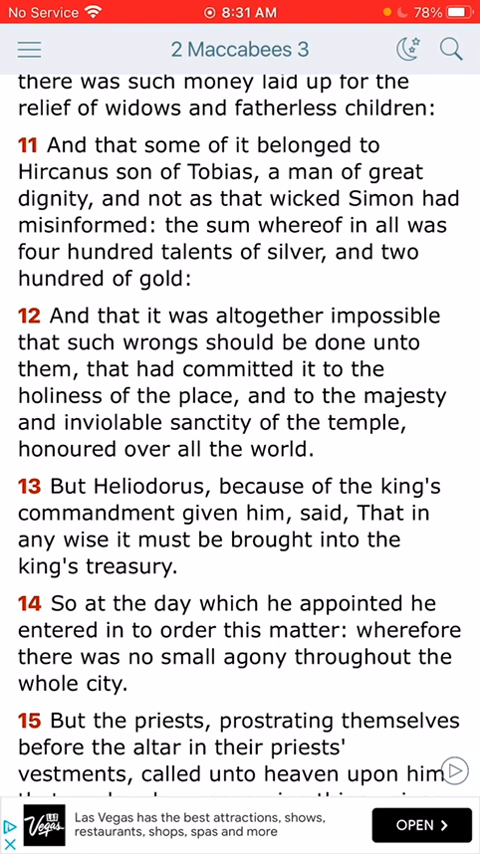 No Service 8:31 AM 78%
2 Maccabees 3
there was such money laid up for the
relief of widows and fatherless children:
11 And that some of it belonged to
Hircanus son of Tobias, a man of great
dignity, and not as that wicked Simon had
misinformed: the sum whereof in all was
four hundred talents of silver, and two
hundred of gold:
12 And that it was altogether impossible
that such wrongs should be done unto
them, that had committed it to the
holiness of the place, and to the majesty
and inviolable sanctity of the temple,
honoured over all the world.
13 But Heliodorus, because of the king's
commandment given him, said, That in
any wise it must be brought into the
king's treasury.
14 So at the day which he appointed he
entered in to order this matter: wherefore
there was no small agony throughout the
whole city.
15 But the priests, prostrating themselves
before the altar in their priests'
vestments, called unto heaven upon him
Las Vegas has the best attractions, shows,
restaurants, shops, spas and more
Vegas
OPEN